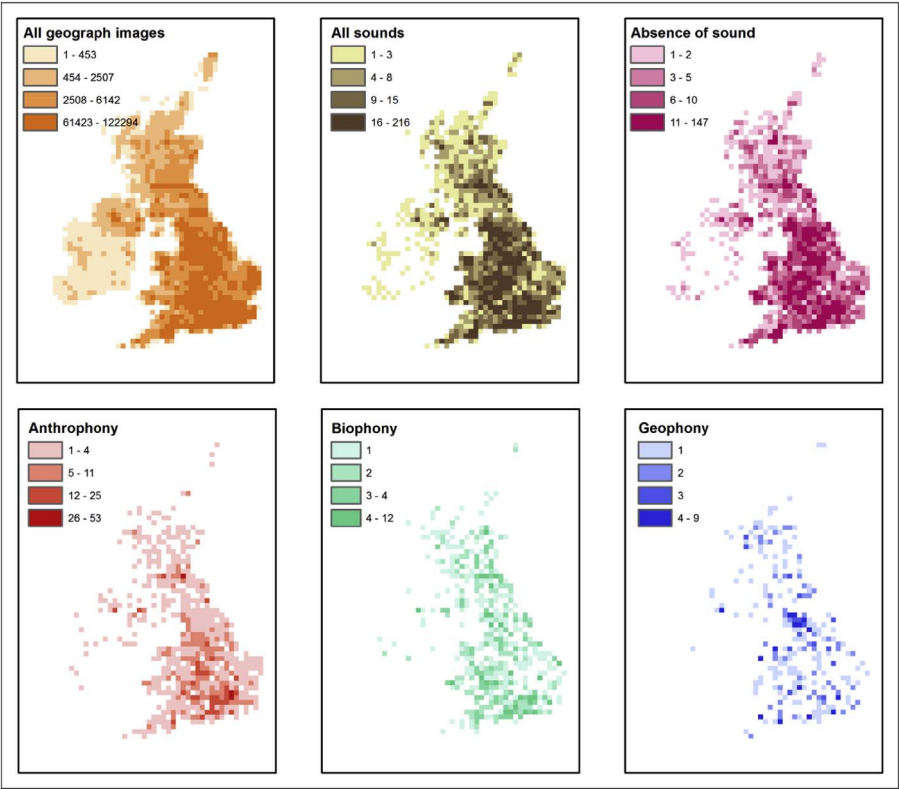 All geograph images
1 - 453
454 - 2507
2508 - 6142
61423 - 122294
All sounds
1 - 3
4 - 8
9 - 15
16 - 216
Absence of sound
1 - 2
3 - 5
6 - 10
11 - 147
Anthrophony
1 - 4
5 - 11
12 - 25
26 - 53
Biophony
1
2
3 - 4
4 - 12
Geophony
1
2
3
4 - 9